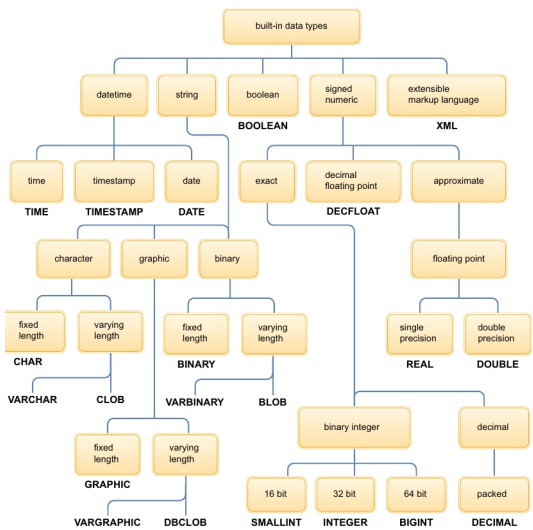 built-in data types
datetime
string
boolean
signed
numeric
extensible
markup language
BOOLEAN
XML
time
timestamp
date
exact
decimal
floating point
approximate
TIME
TIMESTAMP
DATE
DECFLOAT
character
graphic
binary
floating point
fixed
length
varying
length
fixed
length
varying
length
single
precision
double
precision
CHAR
BINARY
REAL
DOUBLE
VARCHAR
CLOB
VARBINARY
BLOB
binary integer
decimal
fixed
length
varying
length
GRAPHIC
16 bit
32 bit
64 bit
packed
VARGRAPHIC
DBCLOB
SMALLINT
INTEGER
BIGINT
DECIMAL